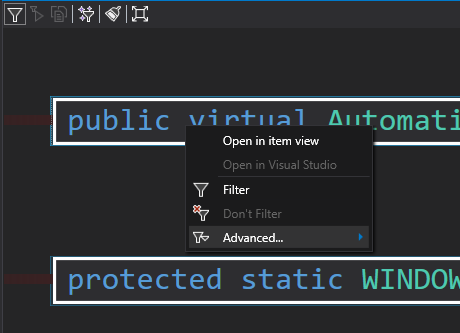 public virtual Automati
Open in item view
Open in Visual Studio
Filter
Don't Filter
Advanced...
protected static WINDOW